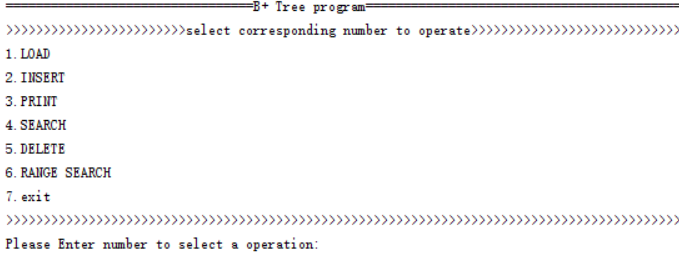 ═════════════════════════════════B+ Tree program══════════════════════════════════════════
>>>>>>>>>>>>>>>>>>>>>>>>select corresponding number to operate>>>>>>>>>>>>>>>>>>>>>>>>>>>>
1. LOAD
2. INSERT
3. PRINT
4. SEARCH
5. DELETE
6. RANGE SEARCH
7. exit
>>>>>>>>>>>>>>>>>>>>>>>>>>>>>>>>>>>>>>>>>>>>>>>>>>>>>>>>>>>>>>>>>>>>>>>>>>>>>>>>>>>>>>>>>>
Please Enter number to select a operation: